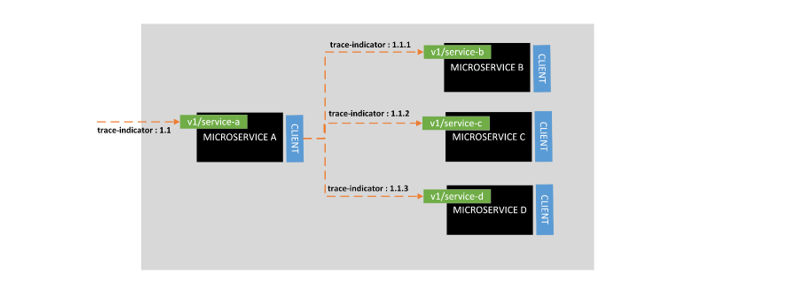 trace-indicator : 1.1
v1/service-a
MICROSERVICE A
CLIENT
trace-indicator : 1.1.1
v1/service-b
MICROSERVICE B
CLIENT
trace-indicator : 1.1.2
v1/service-c
MICROSERVICE C
CLIENT
trace-indicator : 1.1.3
v1/service-d
MICROSERVICE D
CLIENT